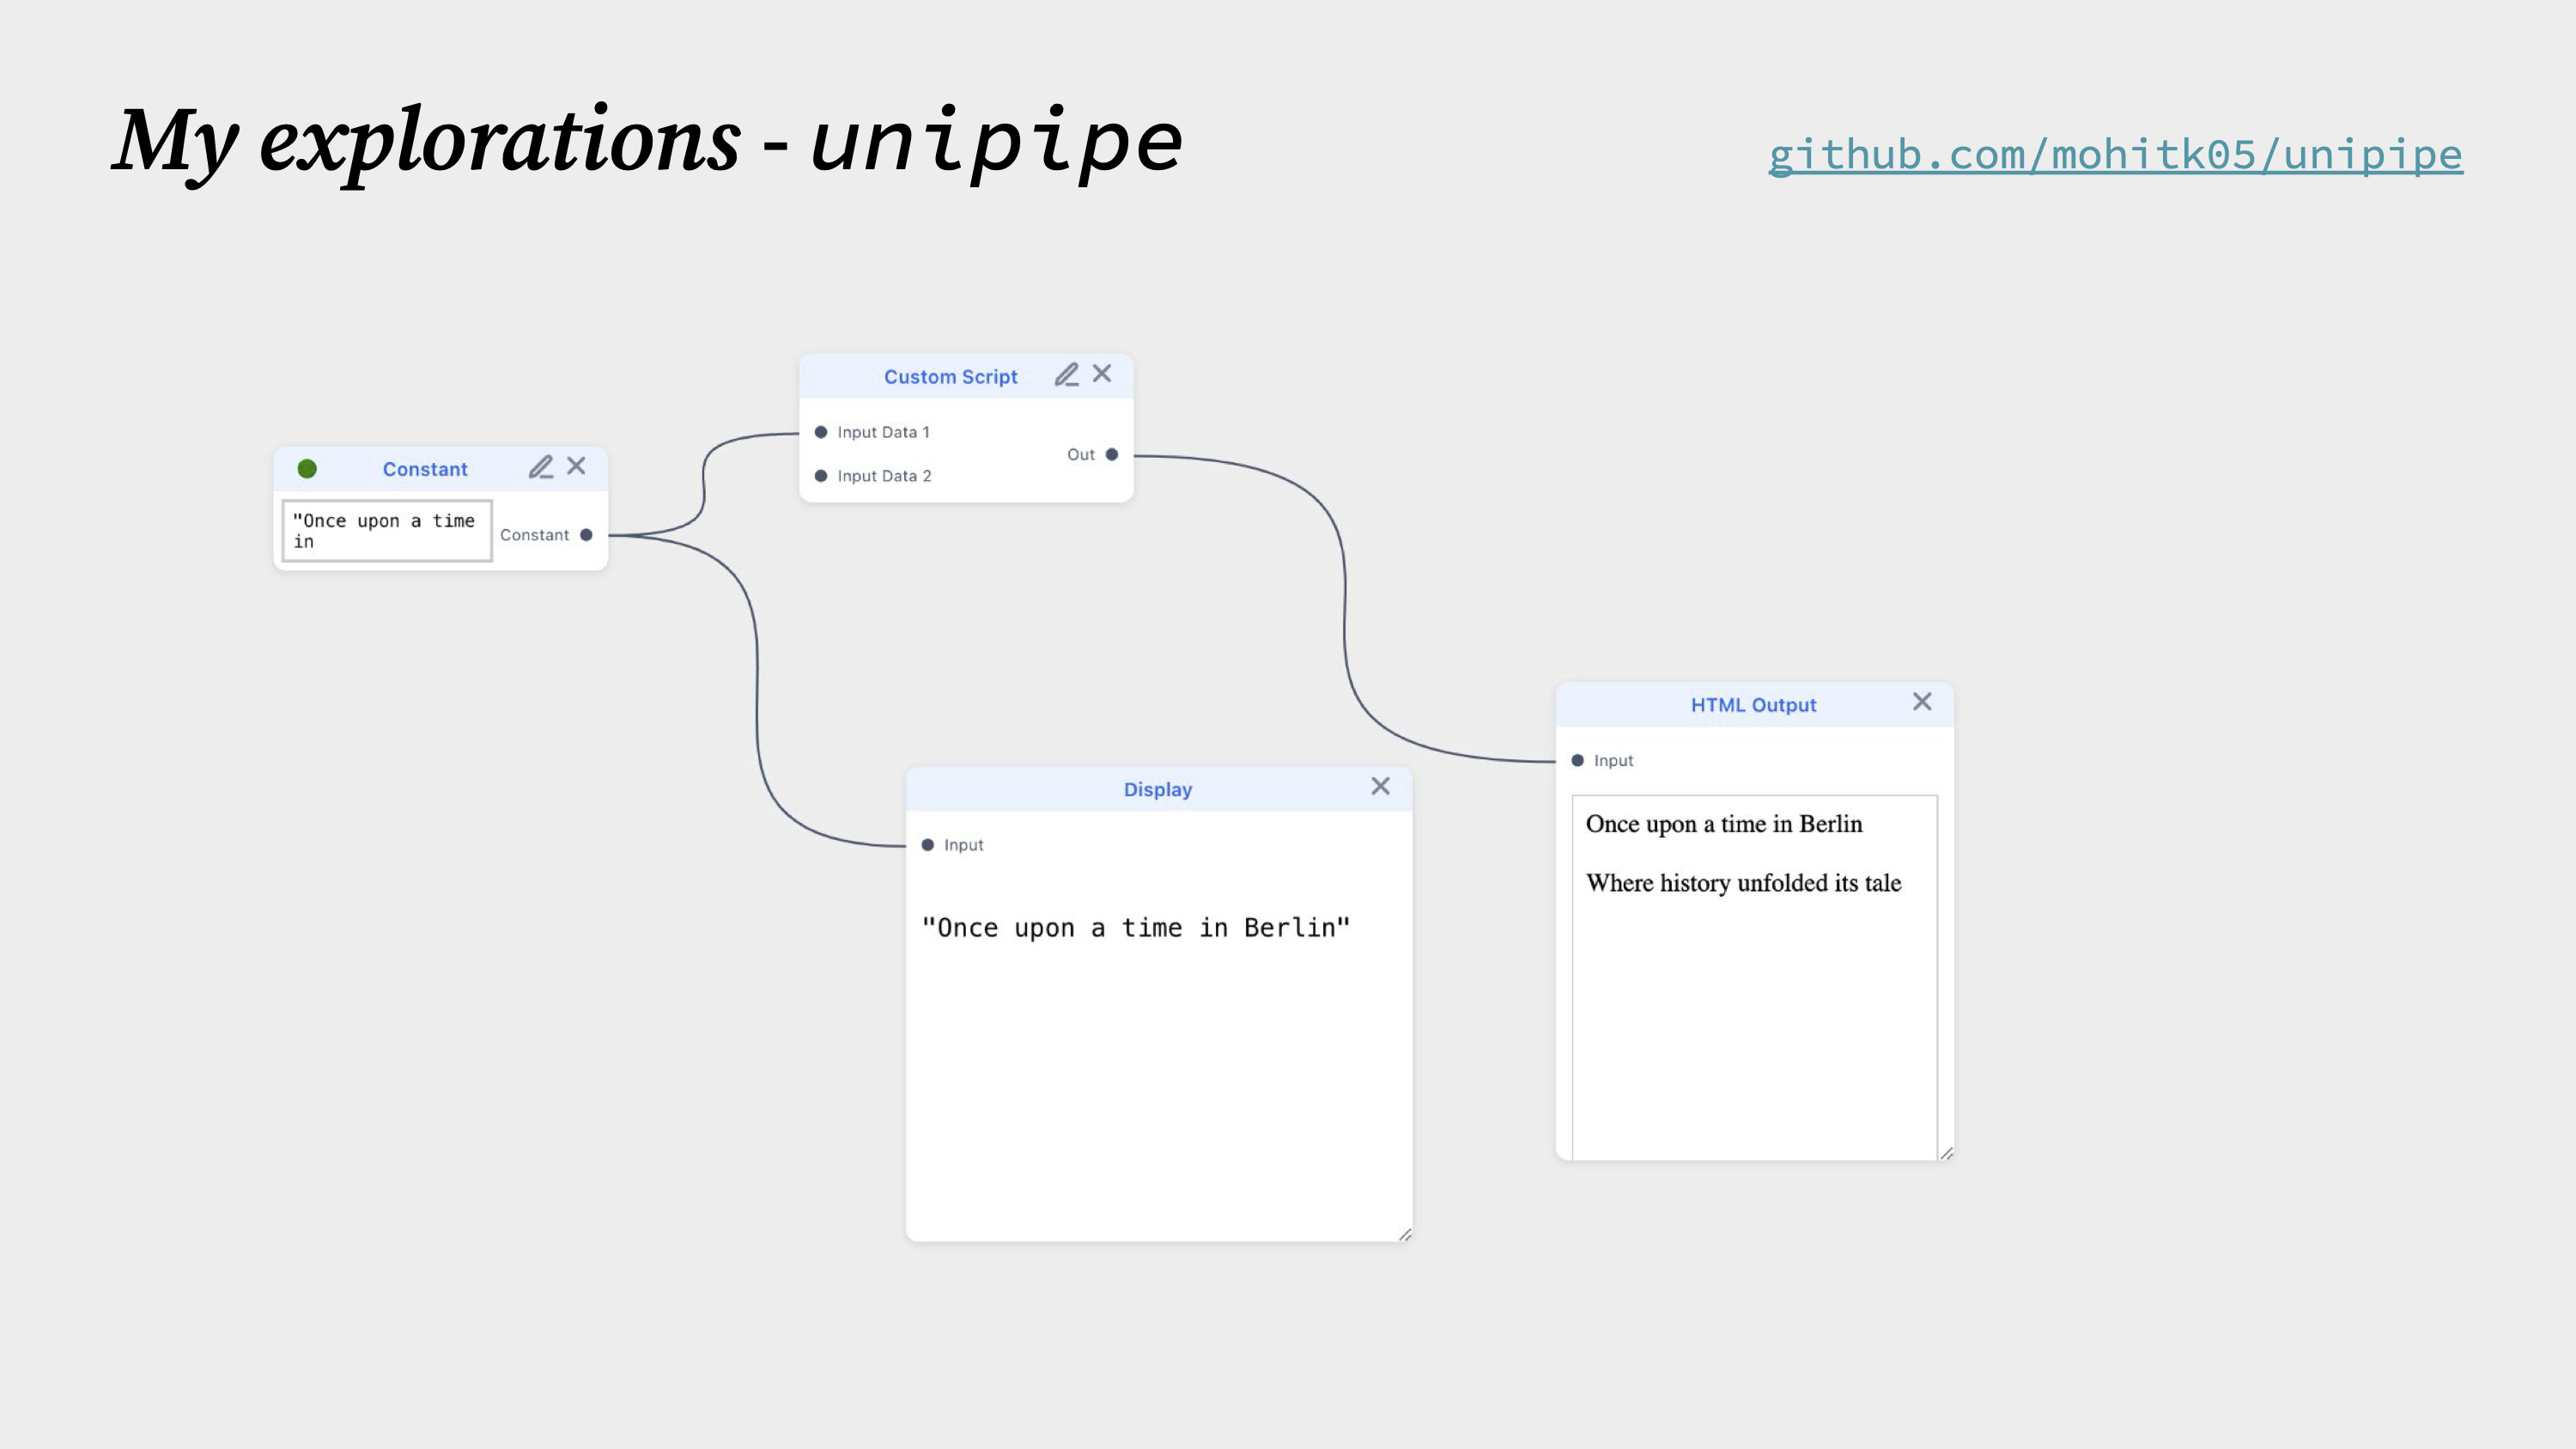 My explorations - unipipe
github.com/mohitk05/unipipe
Custom Script
Input Data 1
Out
Input Data 2
Constant
"Once upon a time
in
Constant
HTML Output
Input
Once upon a time in Berlin
Where history unfolded its tale
Display
Input
"Once upon a time in Berlin"